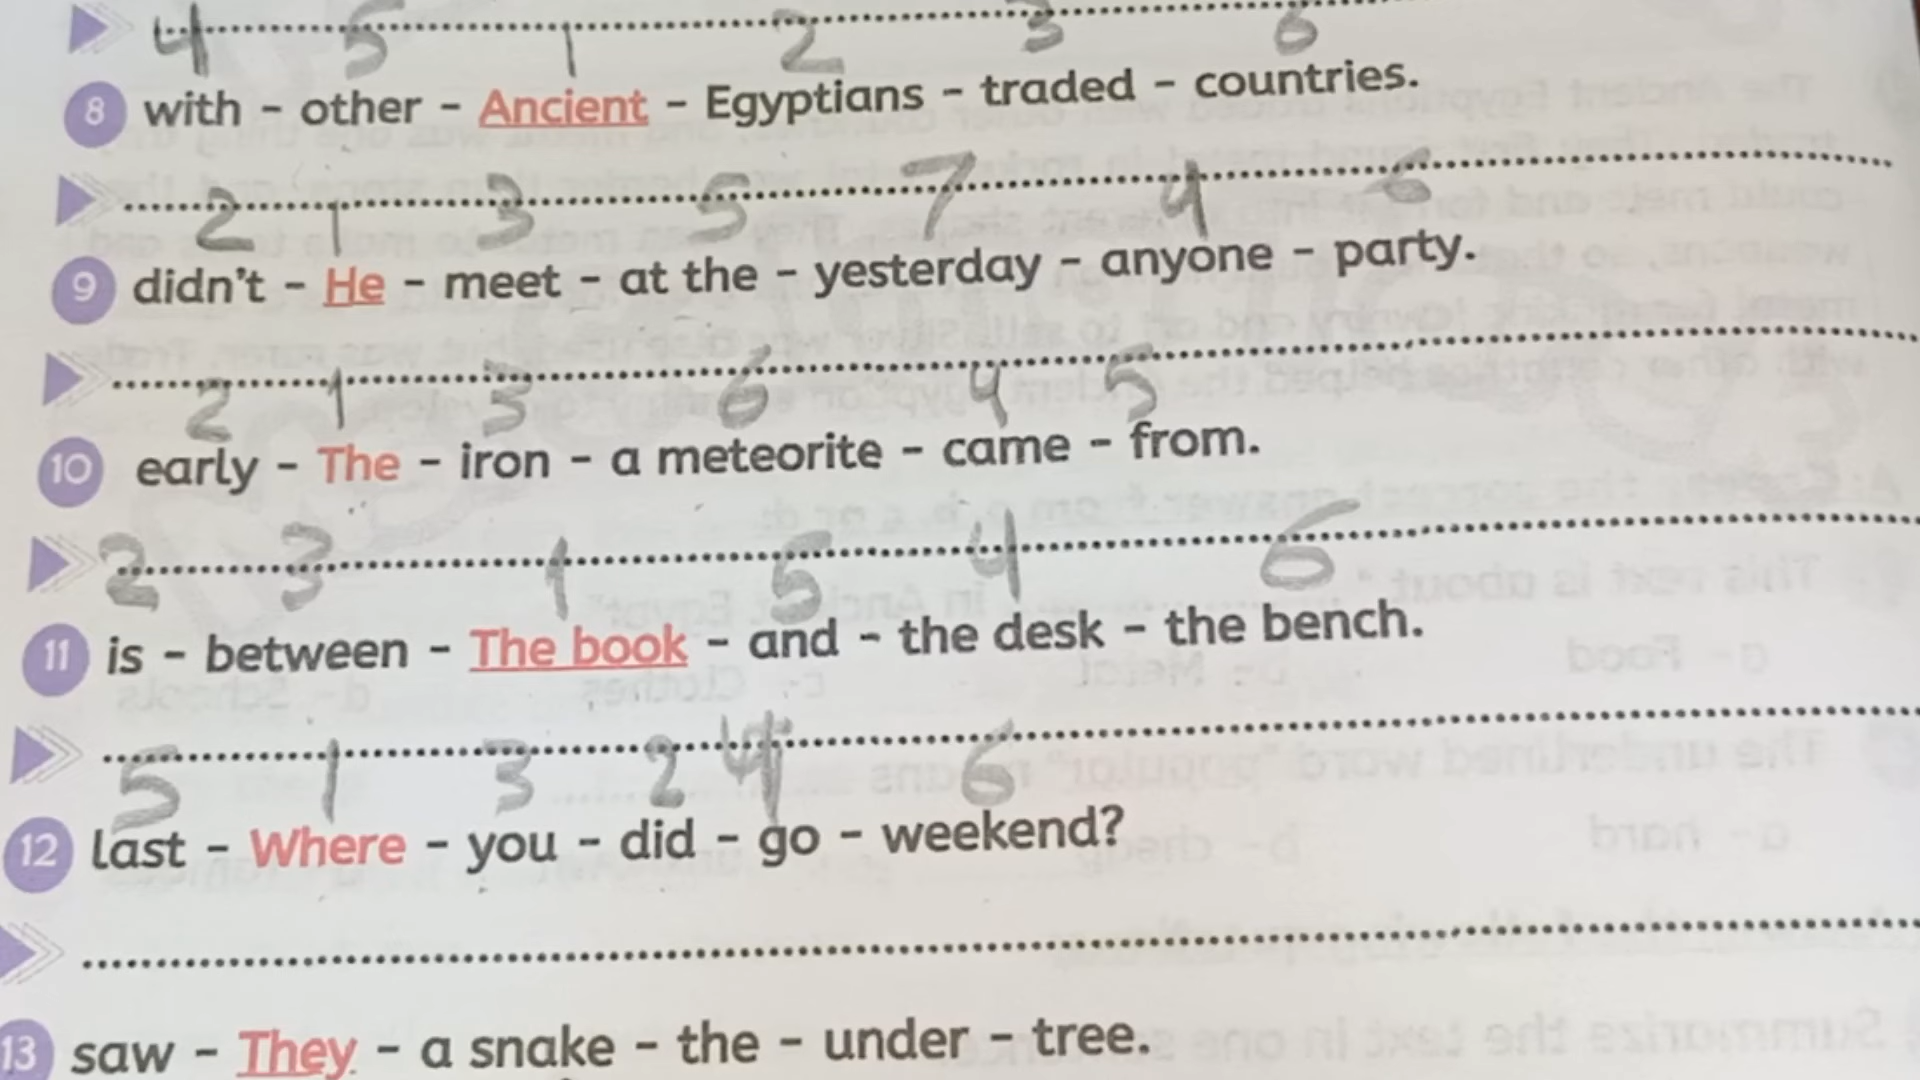 4 5 1 2 3 6
8 with - other - Ancient - Egyptians - traded - countries.
2 1 3 5 7 4 6
9 didn't - He - meet - at the - yesterday - anyone - party.
2 1 3 6 4 5
10 early - The - iron - a meteorite - came - from.
2 3 1 5 4 6
11 is - between - The book - and - the desk - the bench.
5 1 3 2 4 6
12 last - Where - you - did - go - weekend?
13 saw - They - a snake - the - under - tree.